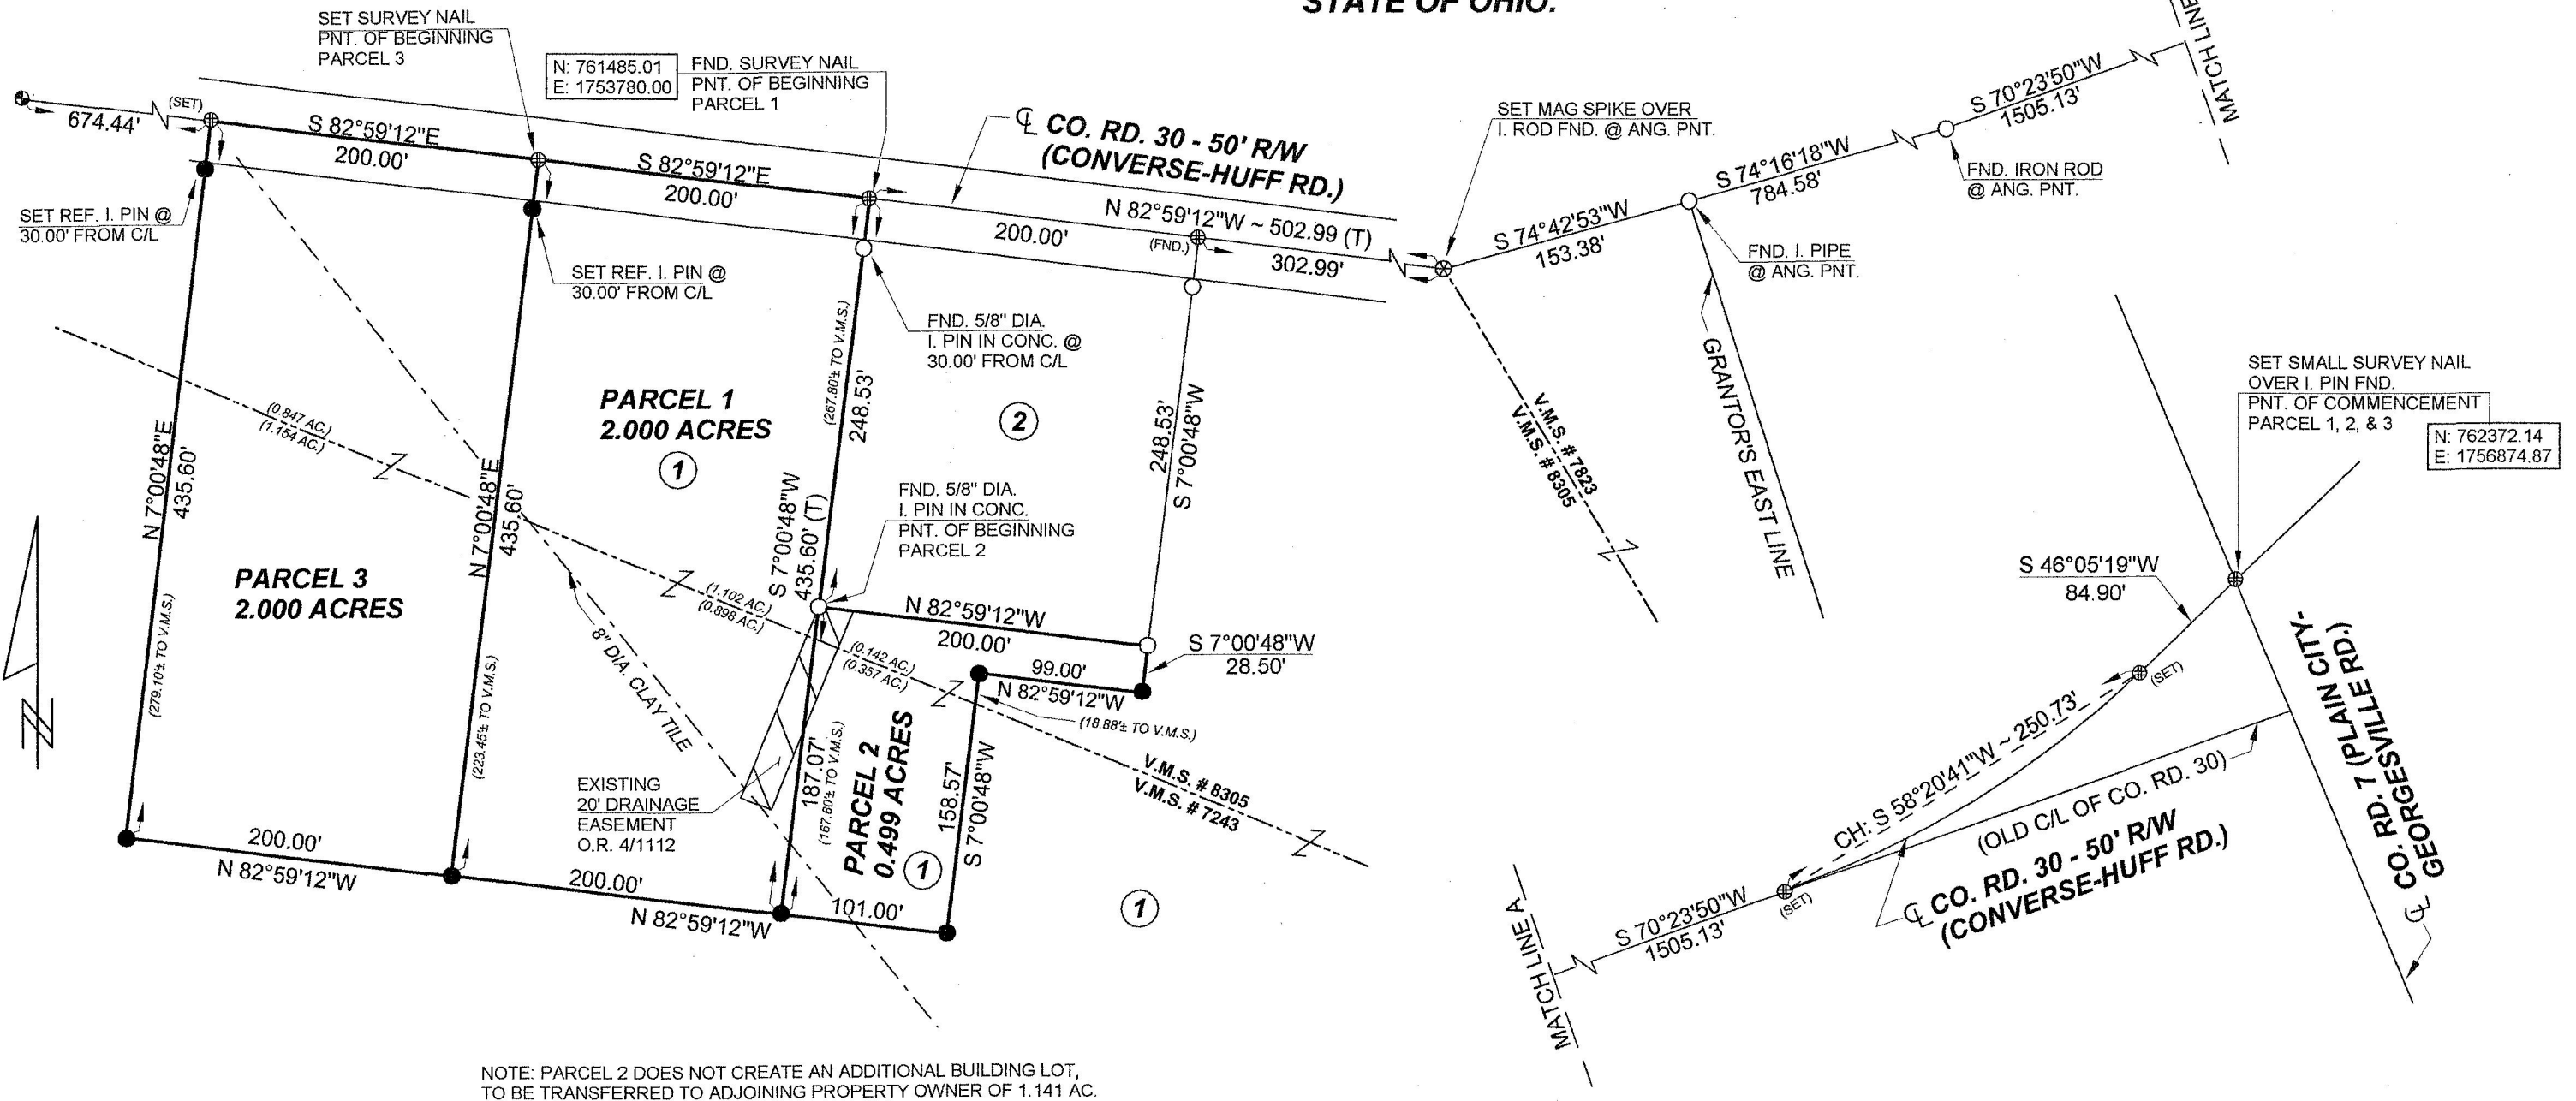 STATE OF OHIO.
SET SURVEY NAIL
PNT. OF BEGINNING
PARCEL 3
N: 761485.01
E: 1753780.00
FND. SURVEY NAIL
PNT. OF BEGINNING
PARCEL 1
674.44'
(SET)
S 82°59'12"E
200.00'
S 82°59'12"E
200.00'
℄ CO. RD. 30 - 50' R/W
(CONVERSE-HUFF RD.)
N 82°59'12"W ~ 502.99 (T)
200.00'
(FND.)
302.99'
SET MAG SPIKE OVER
I. ROD FND. @ ANG. PNT.
S 74°42'53"W
153.38'
S 74°16'18"W
784.58'
S 70°23'50"W
1505.13'
MATCH LINE
FND. IRON ROD
@ ANG. PNT.
FND. I. PIPE
@ ANG. PNT.
SET REF. I. PIN @
30.00' FROM C/L
SET REF. I. PIN @
30.00' FROM C/L
FND. 5/8" DIA.
I. PIN IN CONC. @
30.00' FROM C/L
(267.80'± TO V.M.S.)
248.53'
PARCEL 1
2.000 ACRES
1
2
248.53'
S 7°00'48"W
V.M.S. # 7823
V.M.S. # 8305
GRANTOR'S EAST LINE
SET SMALL SURVEY NAIL
OVER I. PIN FND.
PNT. OF COMMENCEMENT
PARCEL 1, 2, & 3
N: 762372.14
E: 1756874.87
(0.847 AC.)
(1.154 AC.)
N 7°00'48"E
435.60'
N 7°00'48"E
435.60'
S 7°00'48"W
435.60' (T)
FND. 5/8" DIA.
I. PIN IN CONC.
PNT. OF BEGINNING
PARCEL 2
PARCEL 3
2.000 ACRES
(279.10'± TO V.M.S.)
(223.45'± TO V.M.S.)
8" DIA. CLAY TILE
(1.102 AC.)
(0.898 AC.)
N 82°59'12"W
200.00'
S 7°00'48"W
28.50'
(0.142 AC.)
(0.357 AC.)
99.00'
N 82°59'12"W
(18.88'± TO V.M.S.)
187.07'
(167.80'± TO V.M.S.)
PARCEL 2
0.499 ACRES
1
158.57'
S 7°00'48"W
V.M.S. # 8305
V.M.S. # 7243
EXISTING
20' DRAINAGE
EASEMENT
O.R. 4/1112
200.00'
N 82°59'12"W
200.00'
N 82°59'12"W
101.00'
1
N
S 46°05'19"W
84.90'
(SET)
CH: S 58°20'41"W ~ 250.73'
(OLD C/L OF CO. RD. 30)
℄ CO. RD. 30 - 50' R/W
(CONVERSE-HUFF RD.)
℄ CO. RD. 7 (PLAIN CITY-
GEORGESVILLE RD.)
(SET)
S 70°23'50"W
1505.13'
MATCH LINE A
NOTE: PARCEL 2 DOES NOT CREATE AN ADDITIONAL BUILDING LOT,
TO BE TRANSFERRED TO ADJOINING PROPERTY OWNER OF 1.141 AC.